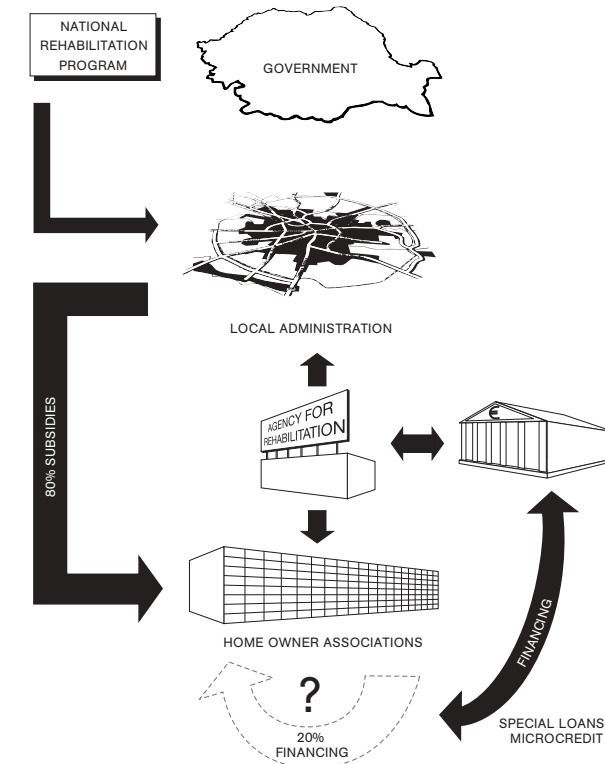 NATIONAL
REHABILITATION
PROGRAM
GOVERNMENT
LOCAL ADMINISTRATION
80% SUBSIDIES
AGENCY FOR
REHABILITATION
€
HOME OWNER ASSOCIATIONS
FINANCING
?
20%
FINANCING
SPECIAL LOANS
MICROCREDIT